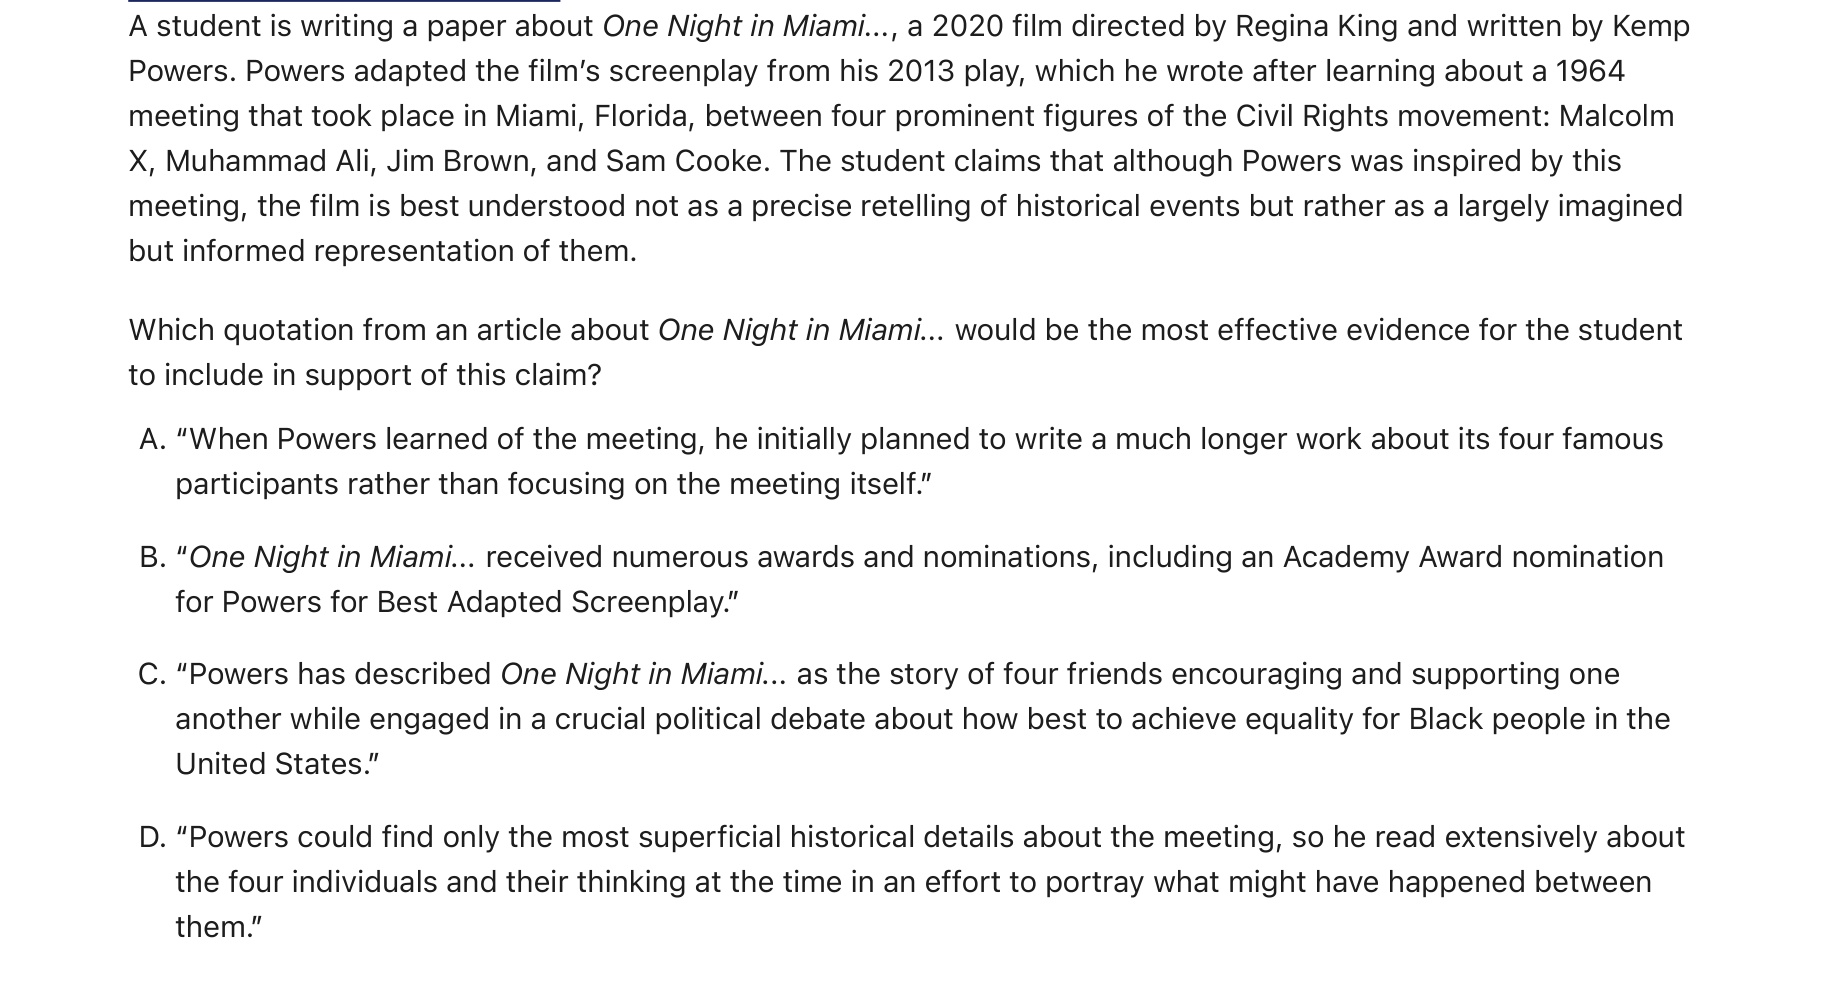 A student is writing a paper about One Night in Miami..., a 2020 film directed by Regina King and written by Kemp
Powers. Powers adapted the film’s screenplay from his 2013 play, which he wrote after learning about a 1964
meeting that took place in Miami, Florida, between four prominent figures of the Civil Rights movement: Malcolm
X, Muhammad Ali, Jim Brown, and Sam Cooke. The student claims that although Powers was inspired by this
meeting, the film is best understood not as a precise retelling of historical events but rather as a largely imagined
but informed representation of them.
Which quotation from an article about One Night in Miami... would be the most effective evidence for the student
to include in support of this claim?
A. “When Powers learned of the meeting, he initially planned to write a much longer work about its four famous
participants rather than focusing on the meeting itself.”
B. “One Night in Miami... received numerous awards and nominations, including an Academy Award nomination
for Powers for Best Adapted Screenplay.”
C. “Powers has described One Night in Miami... as the story of four friends encouraging and supporting one
another while engaged in a crucial political debate about how best to achieve equality for Black people in the
United States.”
D. “Powers could find only the most superficial historical details about the meeting, so he read extensively about
the four individuals and their thinking at the time in an effort to portray what might have happened between
them.”